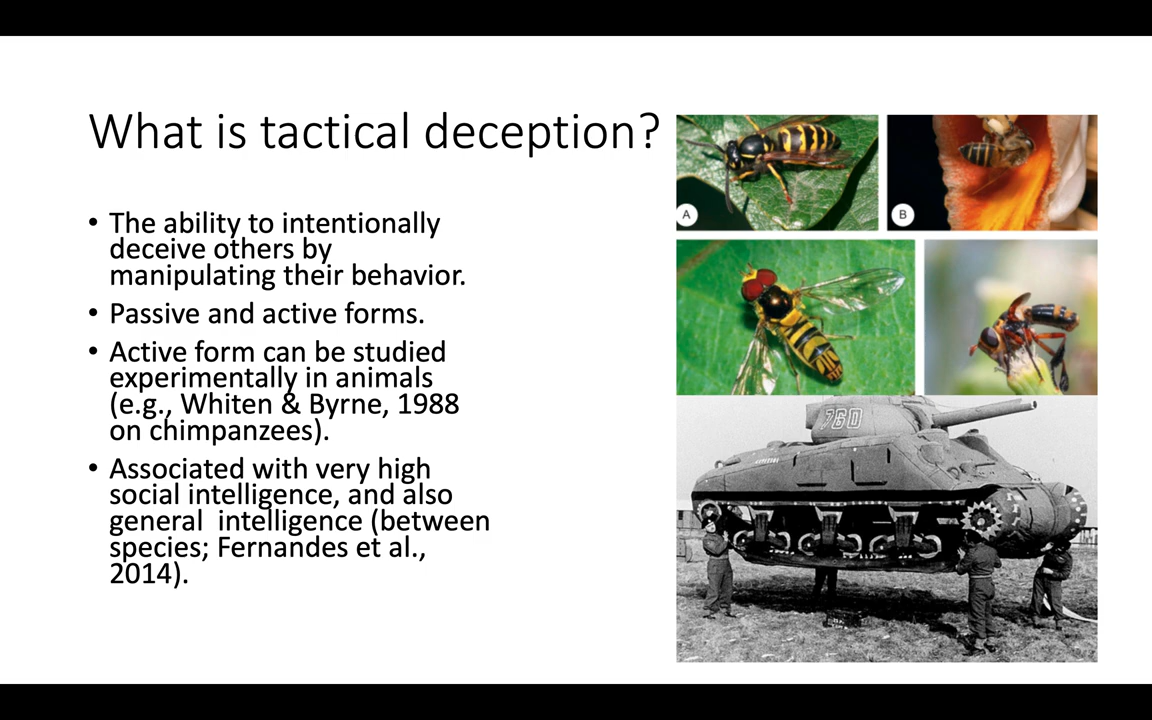 What is tactical deception?
• The ability to intentionally
deceive others by
manipulating their behavior.
• Passive and active forms.
• Active form can be studied
experimentally in animals
(e.g., Whiten & Byrne, 1988
on chimpanzees).
• Associated with very high
social intelligence, and also
general  intelligence (between
species; Fernandes et al.,
2014).
A
B
760